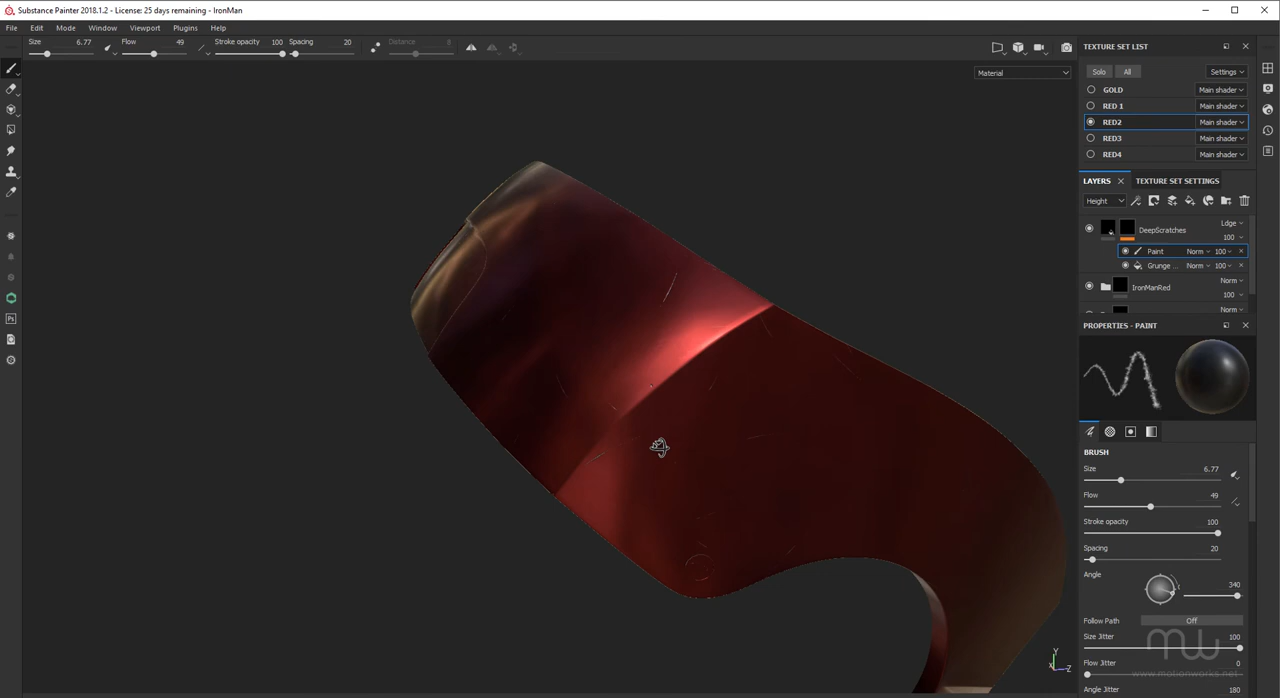 Substance Painter 2018.1.2 - License: 25 days remaining - IronMan
File Edit Mode Window Viewport Plugins Help
Size 6.77 Flow 49 Stroke opacity 100 Spacing 20 Distance 8
Material
TEXTURE SET LIST
Solo All Settings
GOLD Main shader
RED 1 Main shader
RED2 Main shader
RED3 Main shader
RED4 Main shader
LAYERS TEXTURE SET SETTINGS
Height
DeepScratches Ldge
100
Paint Norm 100
Grunge ... Norm 100
IronManRed Norm
100
Norm
PROPERTIES - PAINT
BRUSH
Size 6.77
Flow 49
Stroke opacity 100
Spacing 20
Angle 340
Follow Path Off
Size Jitter 100
Flow Jitter 0
Angle Jitter 180
www.motionworks.net
Ps
Y
X Z